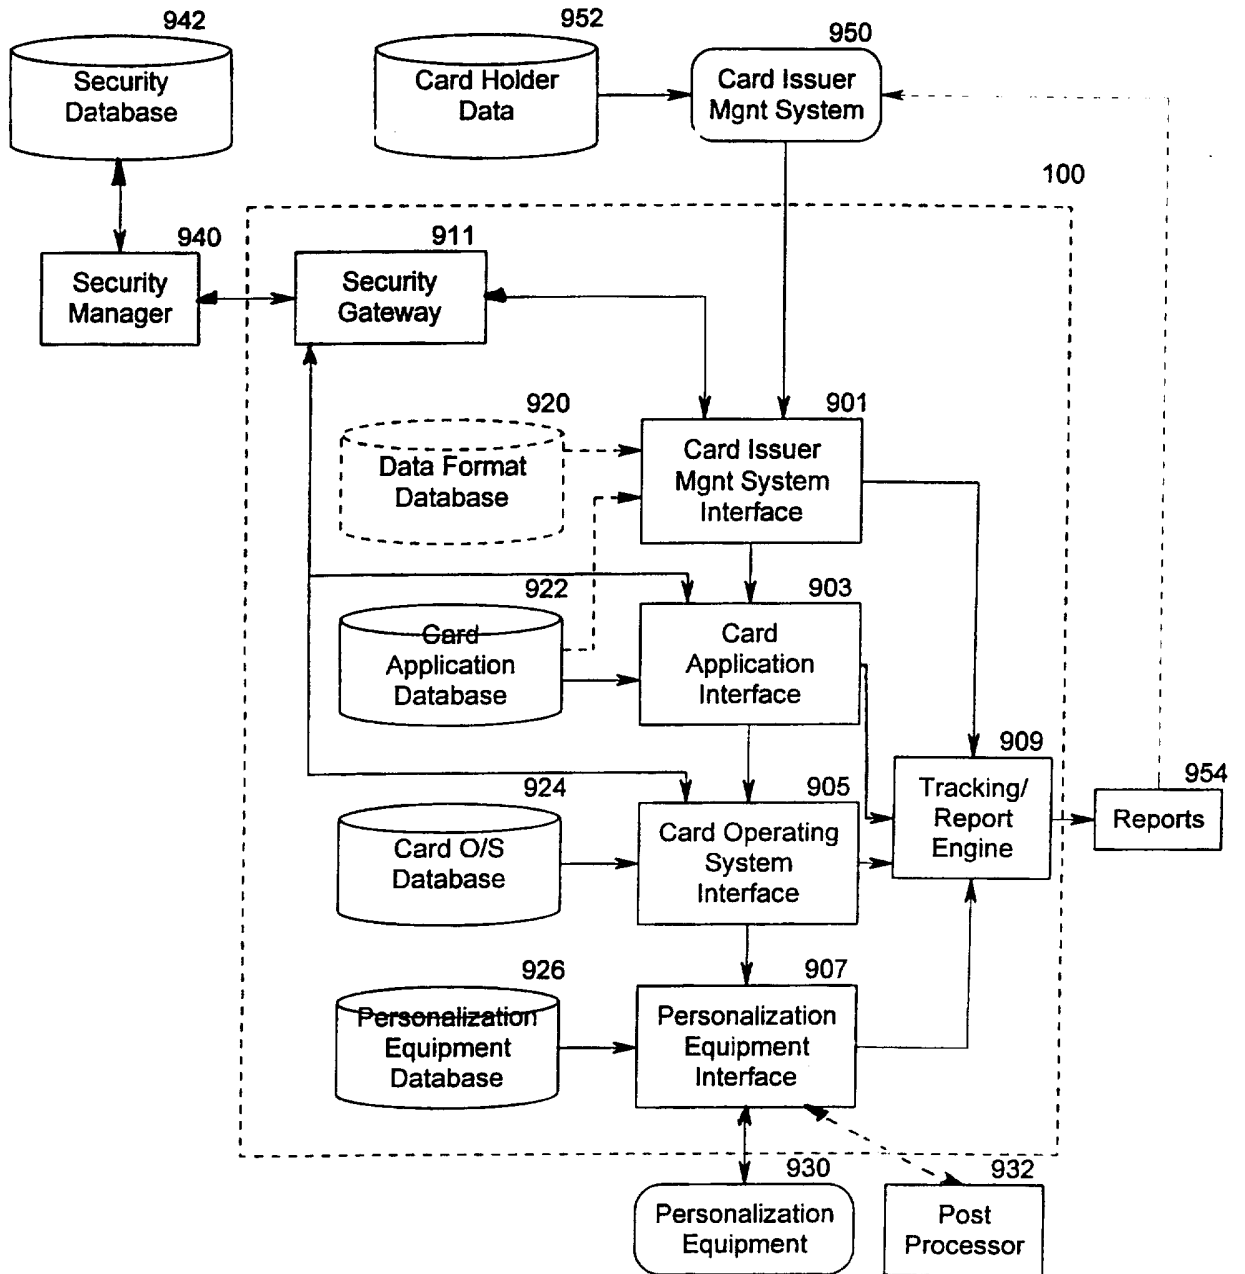 942
Security
Database
952
Card Holder
Data
950
Card Issuer
Mgnt System
100
940
Security
Manager
911
Security
Gateway
920
Data Format
Database
901
Card Issuer
Mgnt System
Interface
922
Card
Application
Database
903
Card
Application
Interface
909
Tracking/
Report
Engine
954
Reports
924
Card O/S
Database
905
Card Operating
System
Interface
926
Personalization
Equipment
Database
907
Personalization
Equipment
Interface
930
Personalization
Equipment
932
Post
Processor